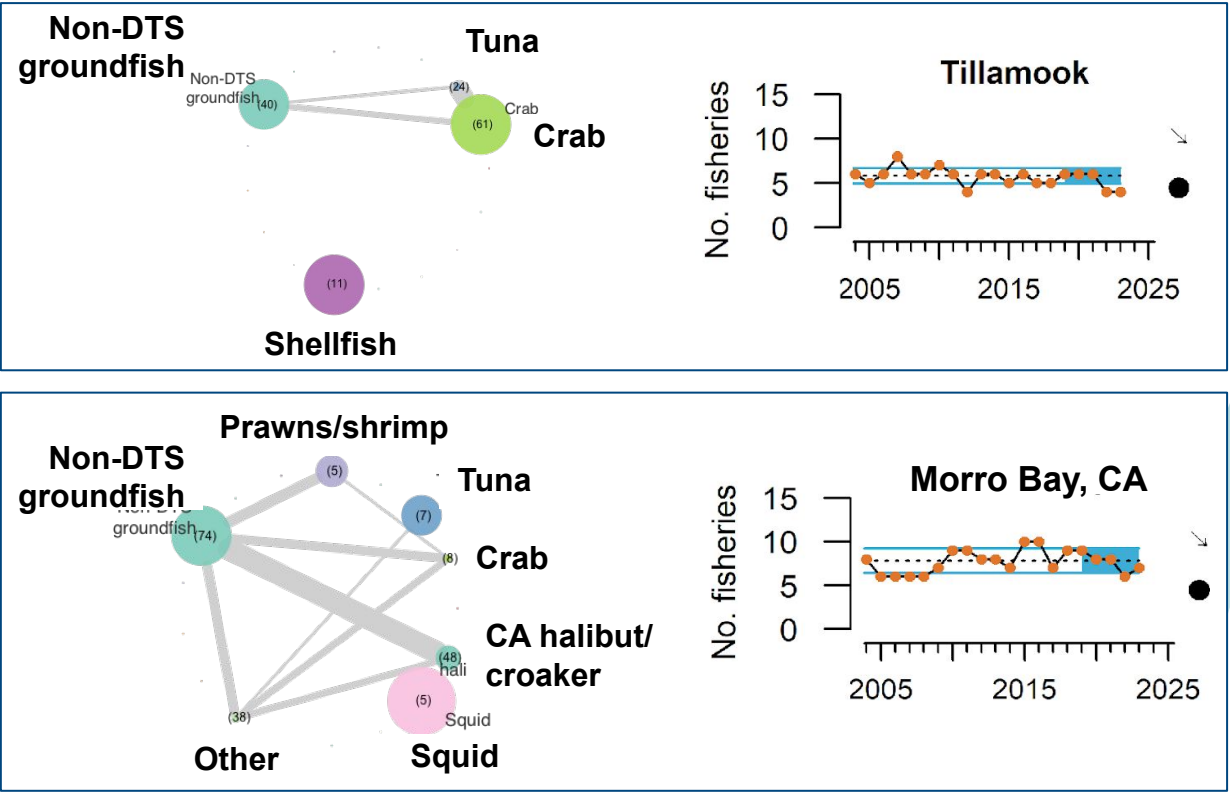 Non-DTS
groundfish
Tuna
Non-DTS
groundfish
(40)
(24)
Crab
(61)
Crab
(11)
Shellfish
Tillamook
No. fisheries
15
10
5
0
2005
2015
2025
Prawns/shrimp
Non-DTS
groundfish
(5)
Tuna
groundfish
(74)
(7)
(8)
Crab
CA halibut/
croaker
(48)
hali
(5)
Squid
(38)
Other
Squid
Morro Bay, CA
No. fisheries
15
10
5
0
2005
2015
2025